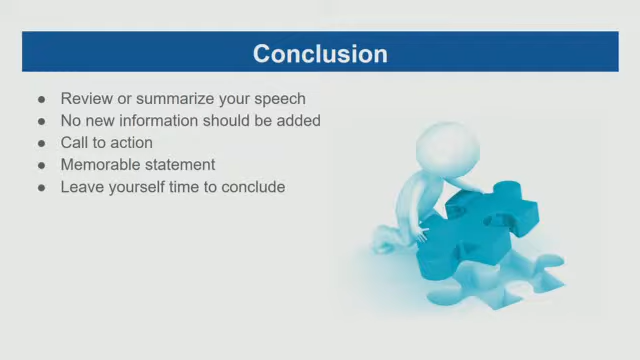 Conclusion
● Review or summarize your speech
● No new information should be added
● Call to action
● Memorable statement
● Leave yourself time to conclude